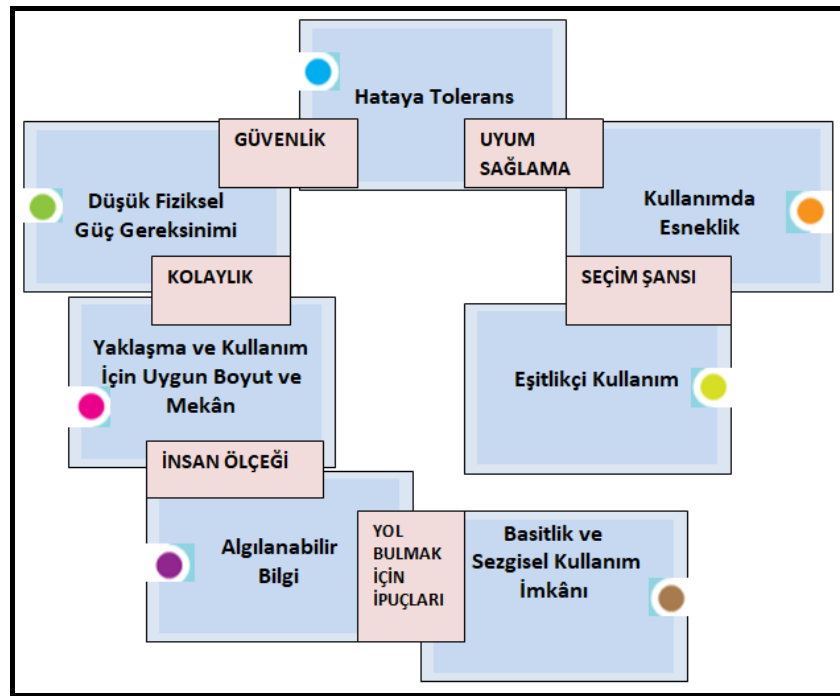 Hataya Tolerans
GÜVENLİK
UYUM
SAĞLAMA
Düşük Fiziksel
Güç Gereksinimi
Kullanımda
Esneklik
KOLAYLIK
SEÇİM ŞANSI
Yaklaşma ve Kullanım
İçin Uygun Boyut ve
Mekân
Eşitlikçi Kullanım
İNSAN ÖLÇEĞİ
Algılanabilir
Bilgi
YOL
BULMAK
İÇİN
İPUÇLARI
Basitlik ve
Sezgisel Kullanım
İmkânı